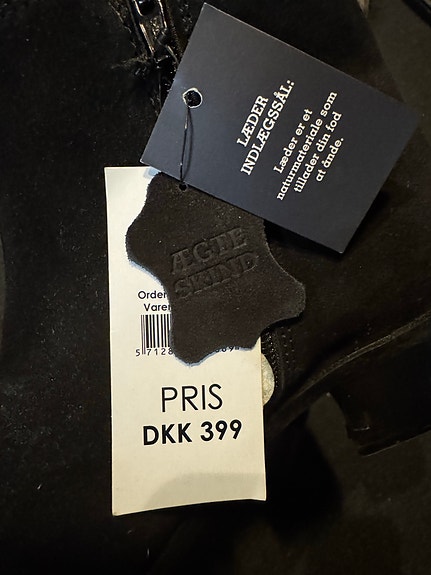 LÆDER
INDLÆGSSÅL:
Læder er et
naturmateriale som
tillader din fod
at ånde.
ÆGTE
SKIND
PRIS
DKK 399